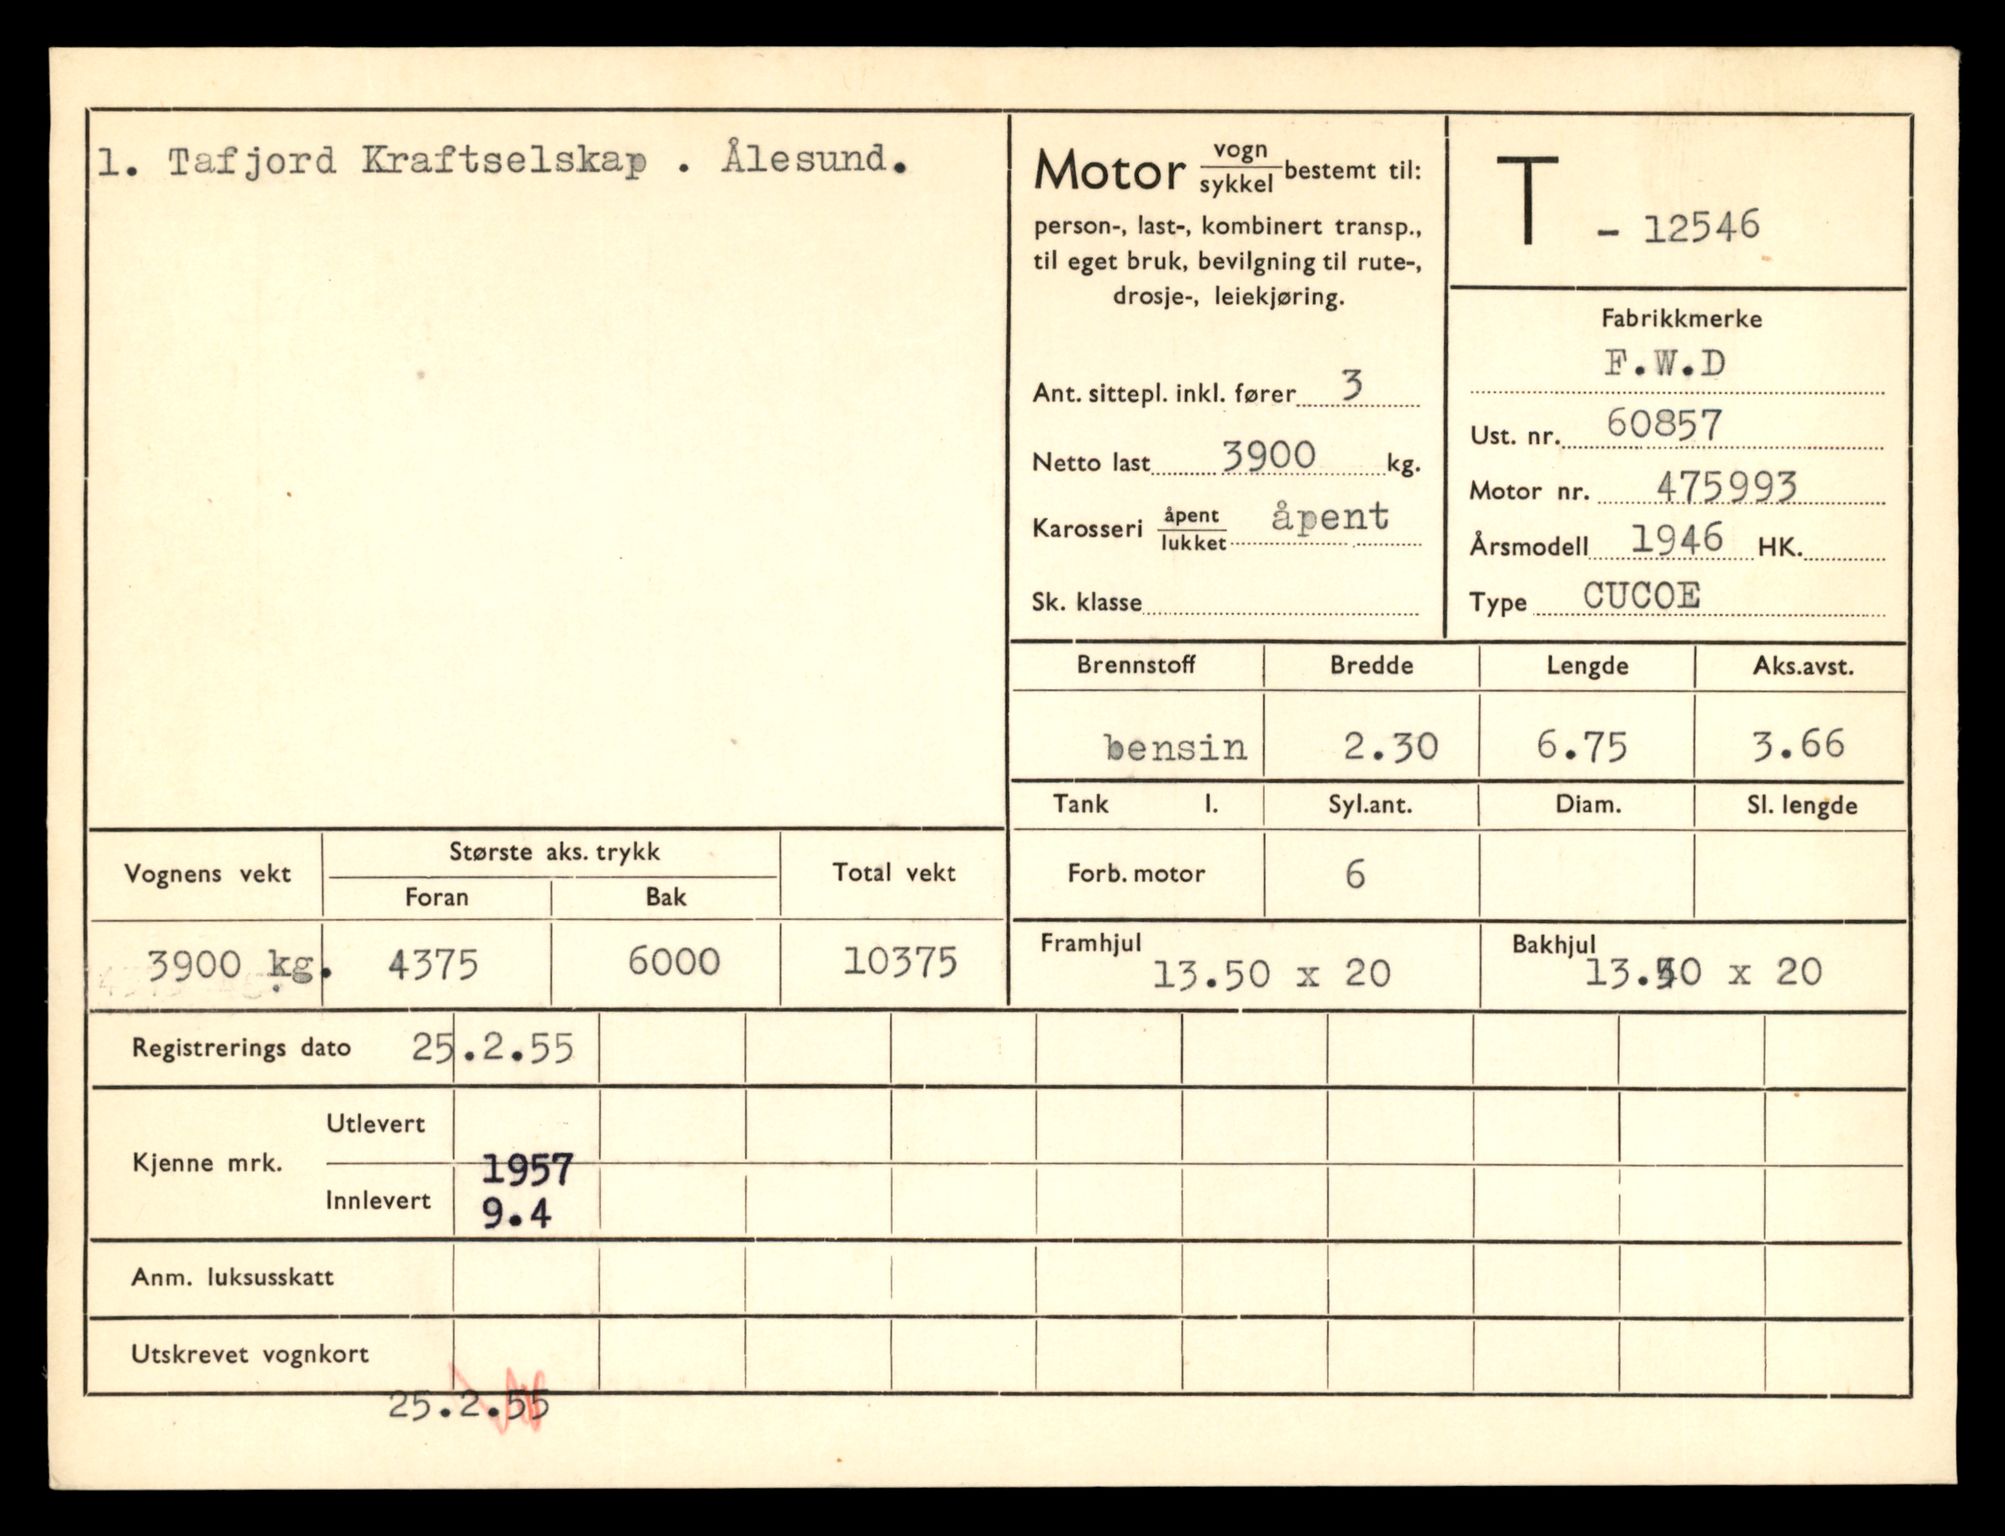 1. Tafjord Kraftselskap . Ålesund.
Motor vogn/sykkel bestemt til:
person-, last-, kombinert transp.,
til eget bruk, bevilgning til rute-,
drosje-, leiekjøring.
Ant. sittepl. inkl. fører 3
Netto last 3900 kg.
Karosseri åpent/lukket åpent
Sk. klasse
T - 12546
Fabrikkmerke
F.W.D
Ust. nr. 60857
Motor nr. 475993
Årsmodell 1946 HK.
Type CUCOE
Brennstoff Bredde Lengde Aks.avst.
bensin 2.30 6.75 3.66
Tank l. Syl.ant. Diam. Sl. lengde
Forb. motor 6
Framhjul Bakhjul
13.50 x 20 13.50 x 20
Vognens vekt Største aks. trykk Total vekt
Foran Bak
3900 kg. 4375 6000 10375
Registrerings dato 25.2.55
Kjenne mrk. Utlevert
Innlevert 1957
9.4
Anm. luksusskatt
Utskrevet vognkort
25.2.55